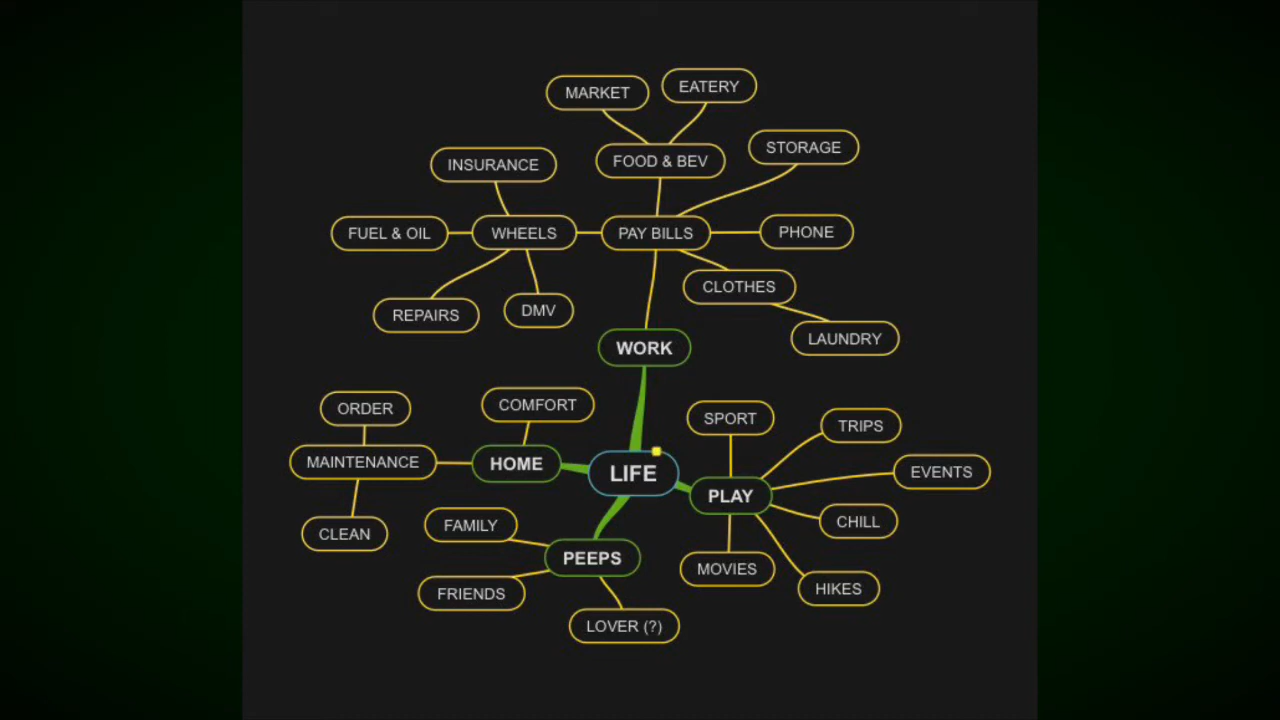 MARKET
EATERY
STORAGE
INSURANCE
FOOD & BEV
FUEL & OIL
WHEELS
PAY BILLS
PHONE
CLOTHES
REPAIRS
DMV
LAUNDRY
WORK
ORDER
COMFORT
SPORT
TRIPS
MAINTENANCE
HOME
LIFE
EVENTS
PLAY
CLEAN
FAMILY
CHILL
PEEPS
MOVIES
FRIENDS
HIKES
LOVER (?)